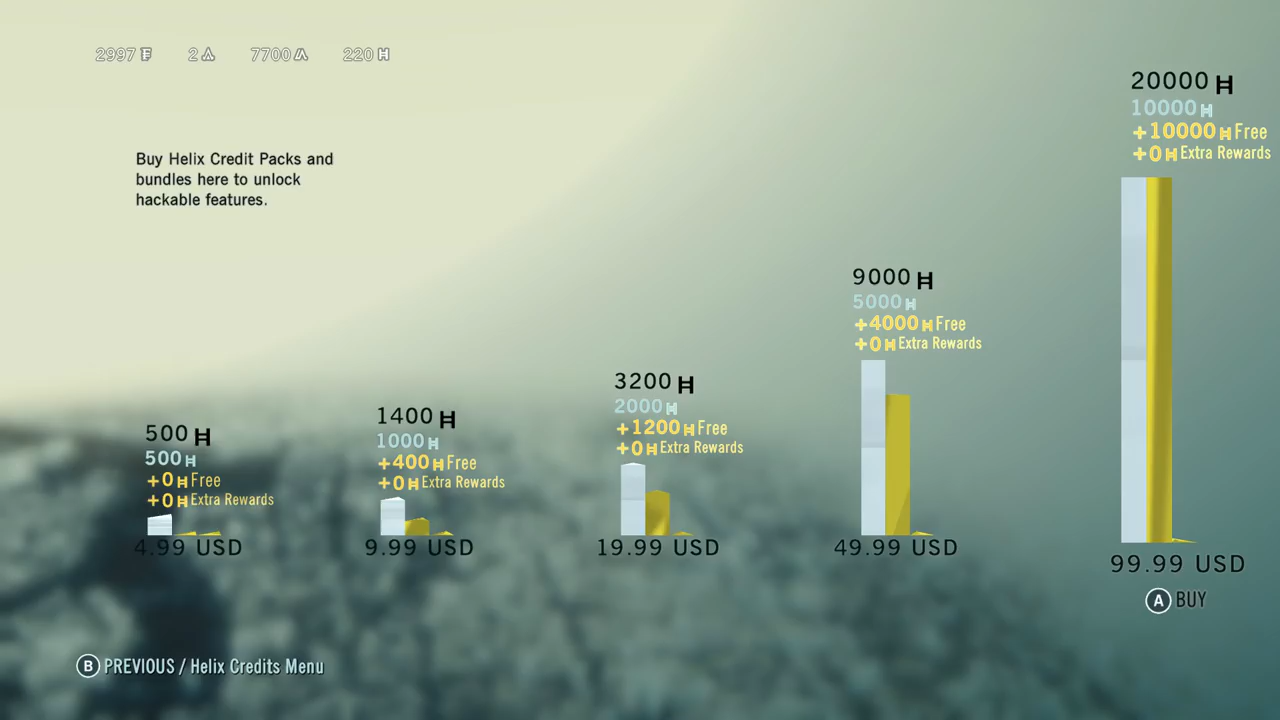 2997 2 7700 220 H
Buy Helix Credit Packs and
bundles here to unlock
hackable features.
500 H
500 H
+0 H Free
+0 H Extra Rewards
4.99 USD
1400 H
1000 H
+400 H Free
+0 H Extra Rewards
9.99 USD
3200 H
2000 H
+1200 H Free
+0 H Extra Rewards
19.99 USD
9000 H
5000 H
+4000 H Free
+0 H Extra Rewards
49.99 USD
20000 H
10000 H
+10000 H Free
+0 H Extra Rewards
99.99 USD
A BUY
B PREVIOUS / Helix Credits Menu